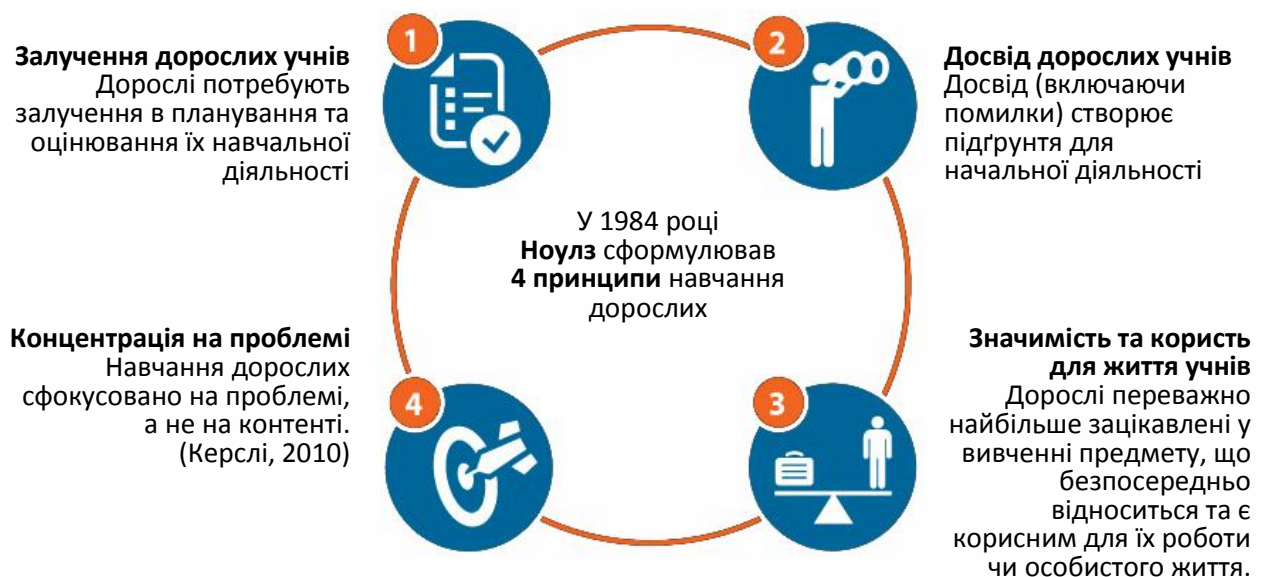 1
Залучення дорослих учнів
Дорослі потребують
залучення в планування та
оцінювання їх навчальної
діяльності
2
Досвід дорослих учнів
Досвід (включаючи
помилки) створює
підґрунтя для
начальної діяльності
У 1984 році
Ноулз сформулював
4 принципи навчання
дорослих
3
Значимість та користь
для життя учнів
Дорослі переважно
найбільше зацікавлені у
вивченні предмету, що
безпосередньо
відноситься та є
корисним для їх роботи
чи особистого життя.
4
Концентрація на проблемі
Навчання дорослих
сфокусовано на проблемі,
а не на контенті.
(Керслі, 2010)